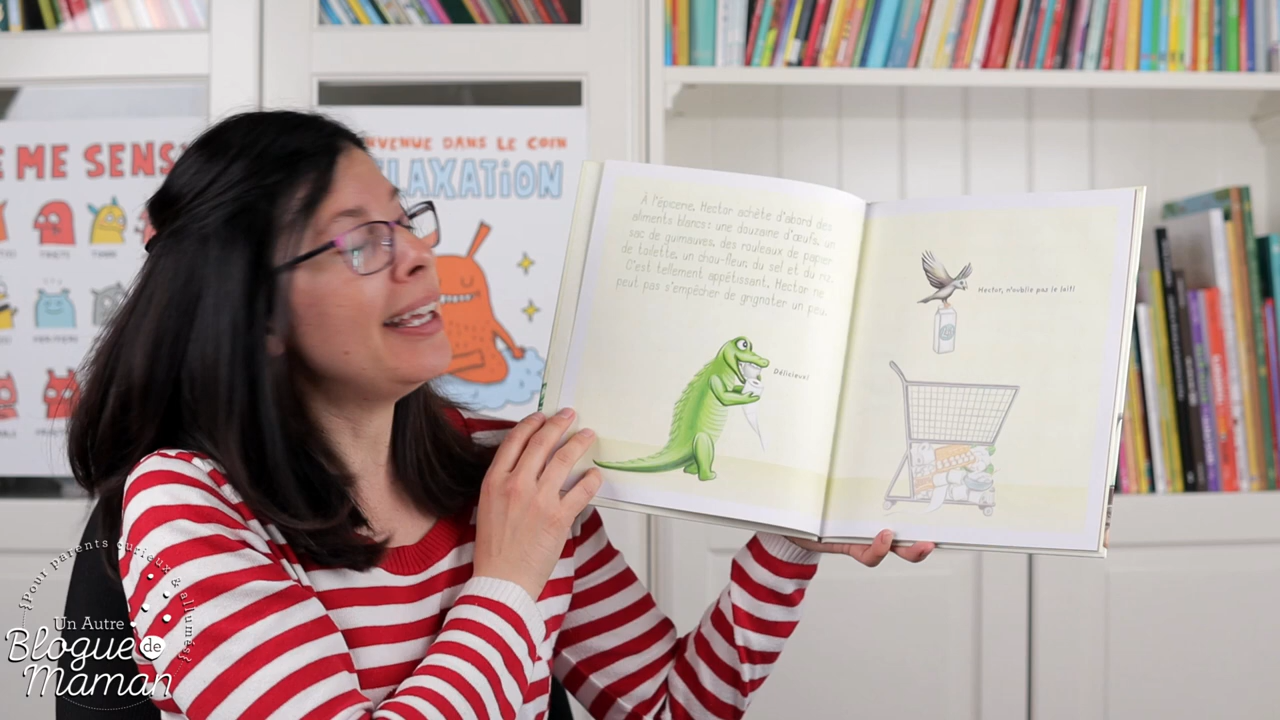 E ME SENS
NVENUE DANS LE COIN
LAXATION
À l'épicerie, Hector achète d'abord des
aliments blancs : une douzaine d'œufs, un
sac de guimauves, des rouleaux de papier
de toilette, un chou-fleur, du sel et du riz.
C'est tellement appétissant, Hector ne
peut pas s'empêcher de grignoter un peu.
Délicieux!
Hector, n'oublie pas le lait!
{Pour parents curieux & allumés}
Un Autre
Blogue de
Maman